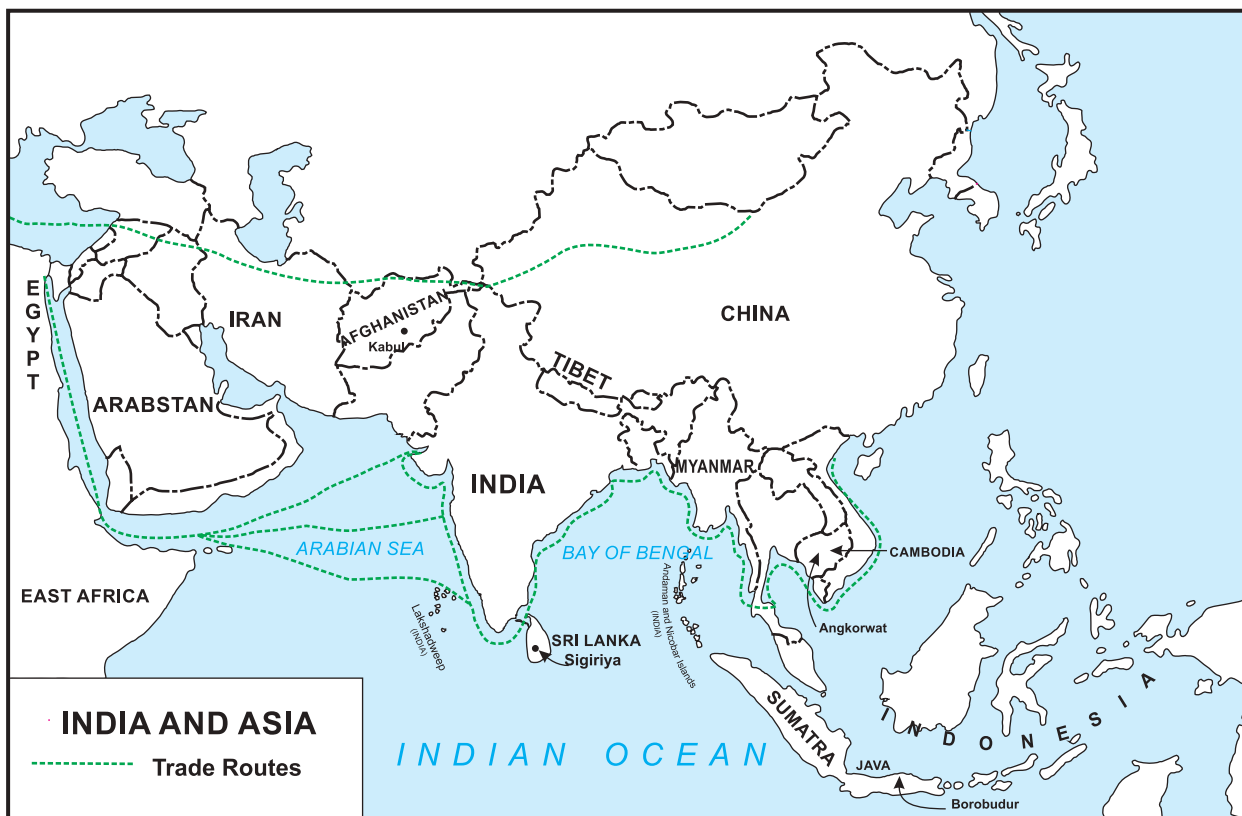 EGYPT
IRAN
AFGHANISTAN
Kabul
CHINA
TIBET
ARABSTAN
INDIA
MYANMAR
ARABIAN SEA
BAY OF BENGAL
CAMBODIA
EAST AFRICA
Lakshadweep
(INDIA)
Andaman and Nicobar Islands
(INDIA)
Angkorwat
SRI LANKA
Sigiriya
SUMATRA
INDONESIA
INDIA AND ASIA
Trade Routes
INDIAN OCEAN
JAVA
Borobudur